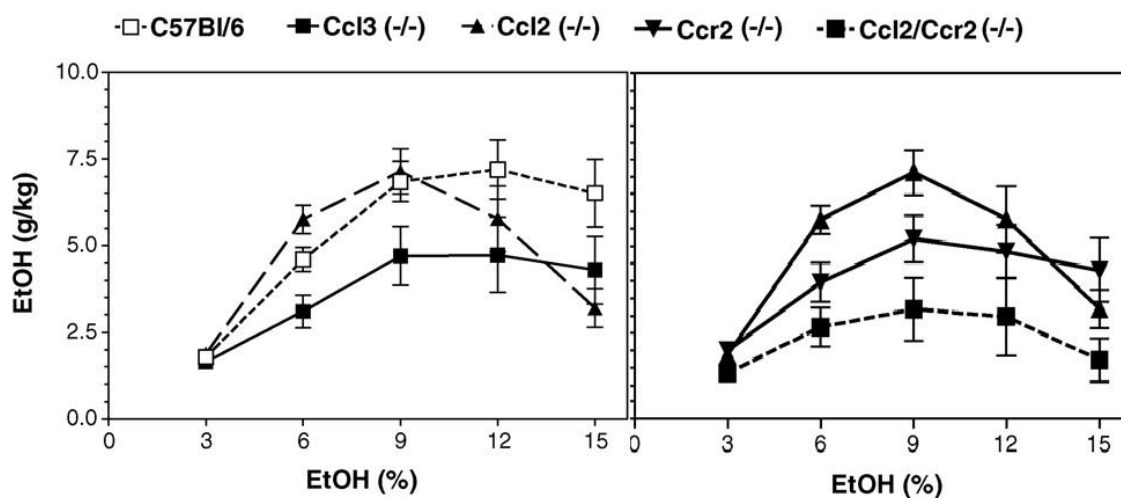 C57Bl/6 Ccl3 (-/-) Ccl2 (-/-) Ccr2 (-/-) Ccl2/Ccr2 (-/-)
EtOH (g/kg)
10.0
7.5
5.0
2.5
0.0
0 3 6 9 12 15
EtOH (%)
0 3 6 9 12 15
EtOH (%)